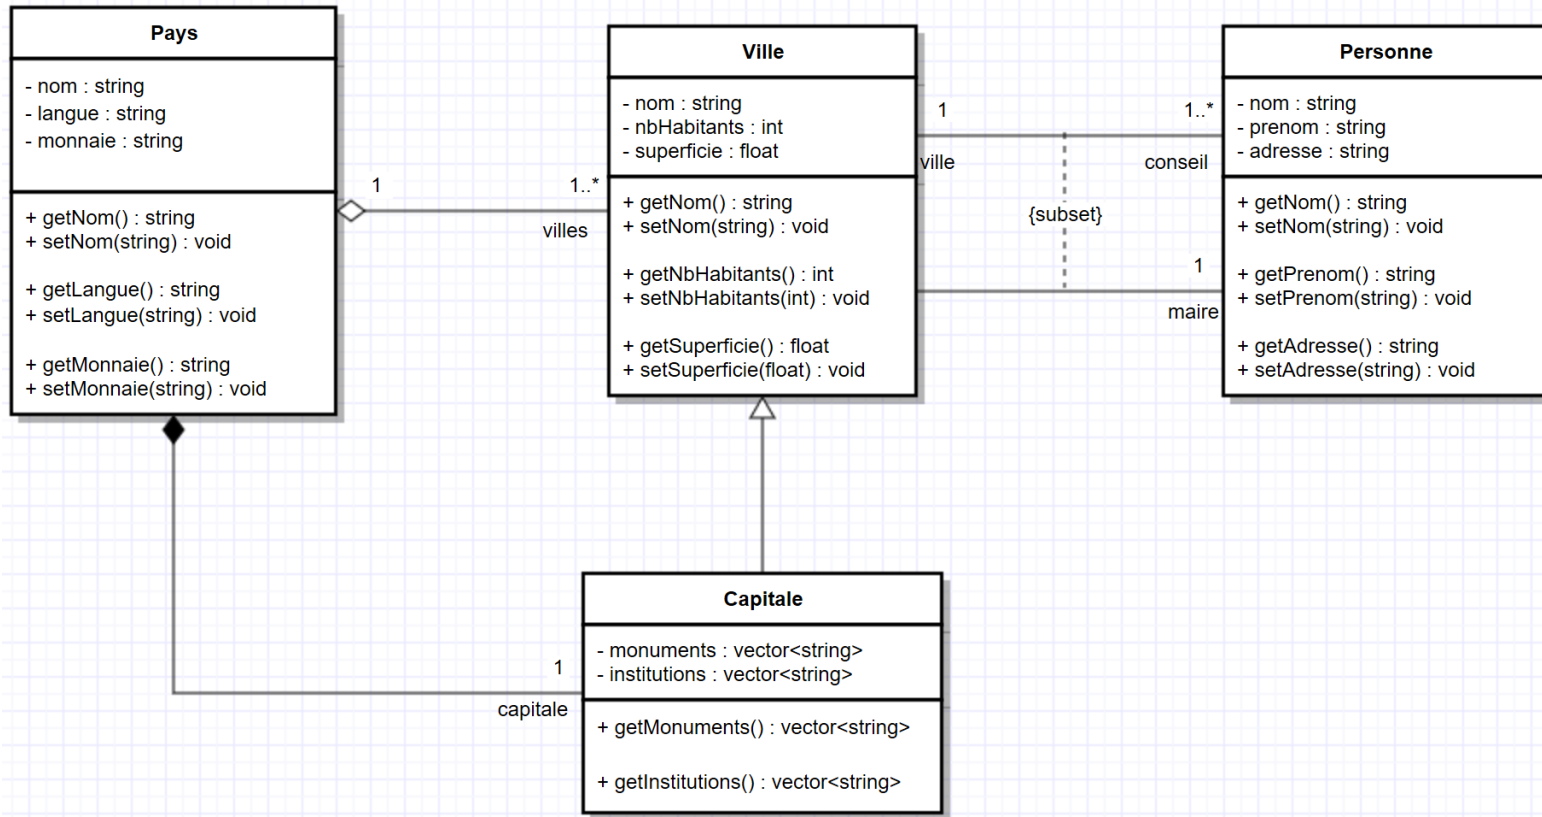 Pays
- nom : string
- langue : string
- monnaie : string
+ getNom() : string
+ setNom(string) : void
+ getLangue() : string
+ setLangue(string) : void
+ getMonnaie() : string
+ setMonnaie(string) : void
1
1..*
villes
Ville
- nom : string
- nbHabitants : int
- superficie : float
+ getNom() : string
+ setNom(string) : void
+ getNbHabitants() : int
+ setNbHabitants(int) : void
+ getSuperficie() : float
+ setSuperficie(float) : void
1
1..*
ville
conseil
{subset}
1
maire
Personne
- nom : string
- prenom : string
- adresse : string
+ getNom() : string
+ setNom(string) : void
+ getPrenom() : string
+ setPrenom(string) : void
+ getAdresse() : string
+ setAdresse(string) : void
1
capitale
Capitale
- monuments : vector<string>
- institutions : vector<string>
+ getMonuments() : vector<string>
+ getInstitutions() : vector<string>